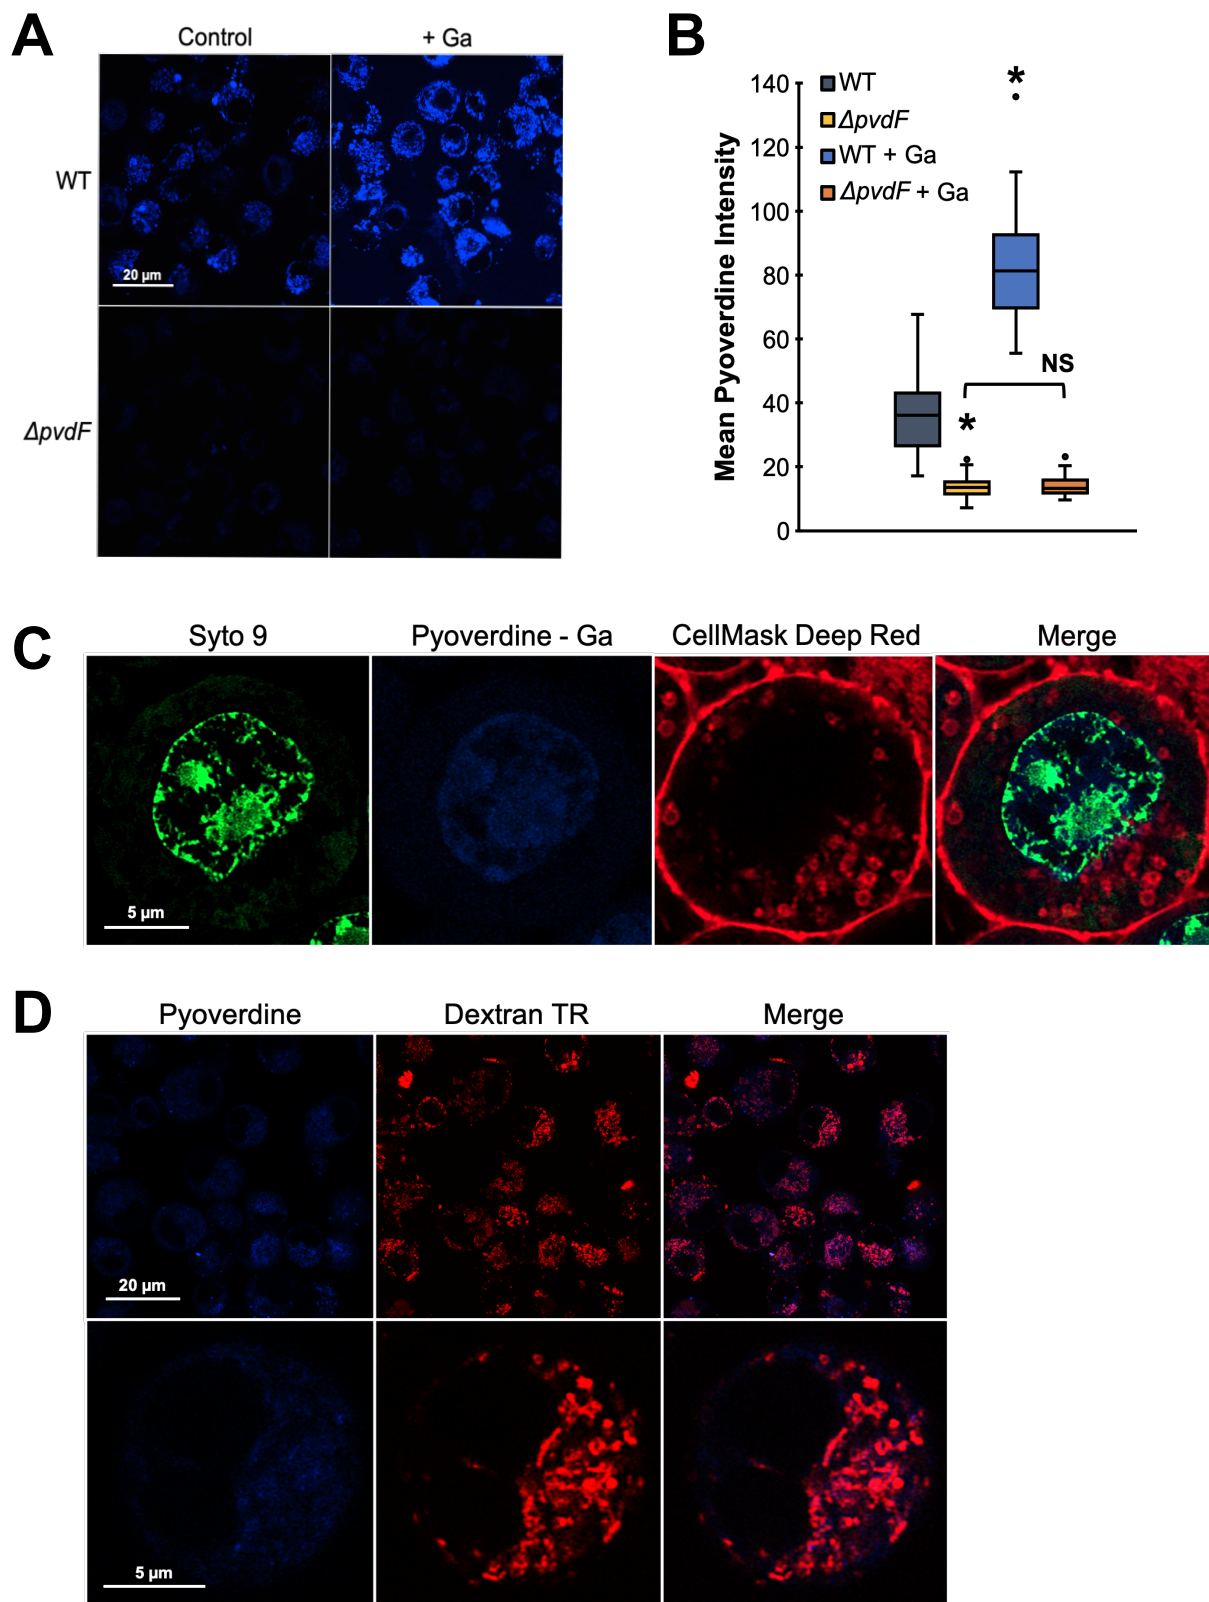 A
Control
+ Ga
WT
20 µm
ΔpvdF
B
Mean Pyoverdine Intensity
140
120
100
80
60
40
20
0
WT
ΔpvdF
WT + Ga
ΔpvdF + Ga
*
*
NS
C
Syto 9
Pyoverdine - Ga
CellMask Deep Red
Merge
5 µm
D
Pyoverdine
Dextran TR
Merge
20 µm
5 µm